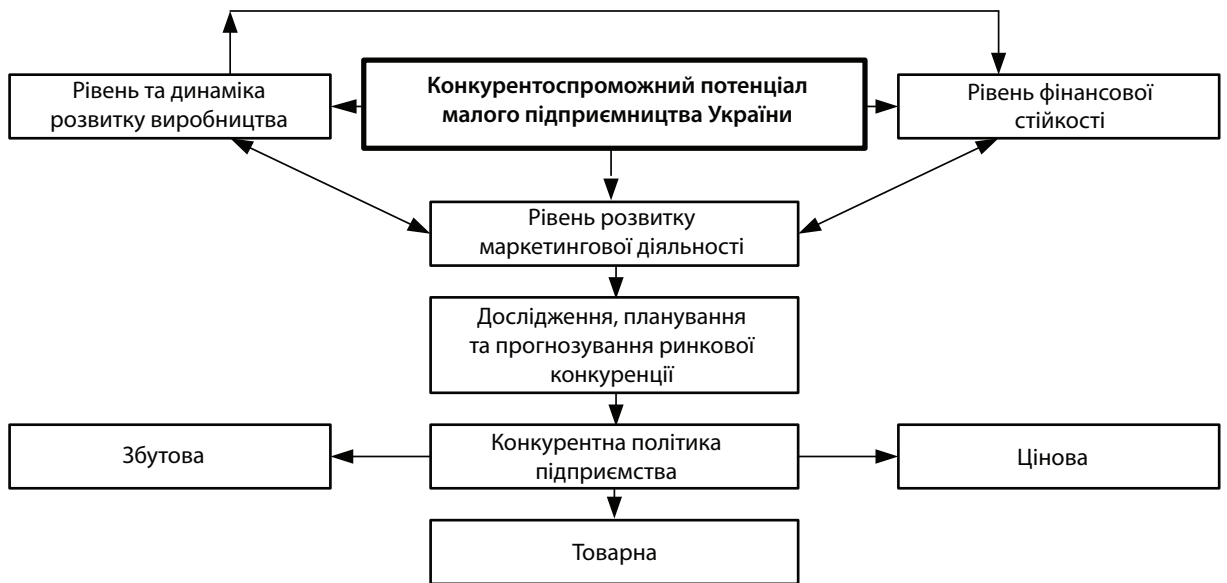 Рівень та динаміка
розвитку виробництва
Конкурентоспроможний потенціал
малого підприємництва України
Рівень фінансової
стійкості
Рівень розвитку
маркетингової діяльності
Дослідження, планування
та прогнозування ринкової
конкуренції
Збутова
Конкурентна політика
підприємства
Цінова
Товарна